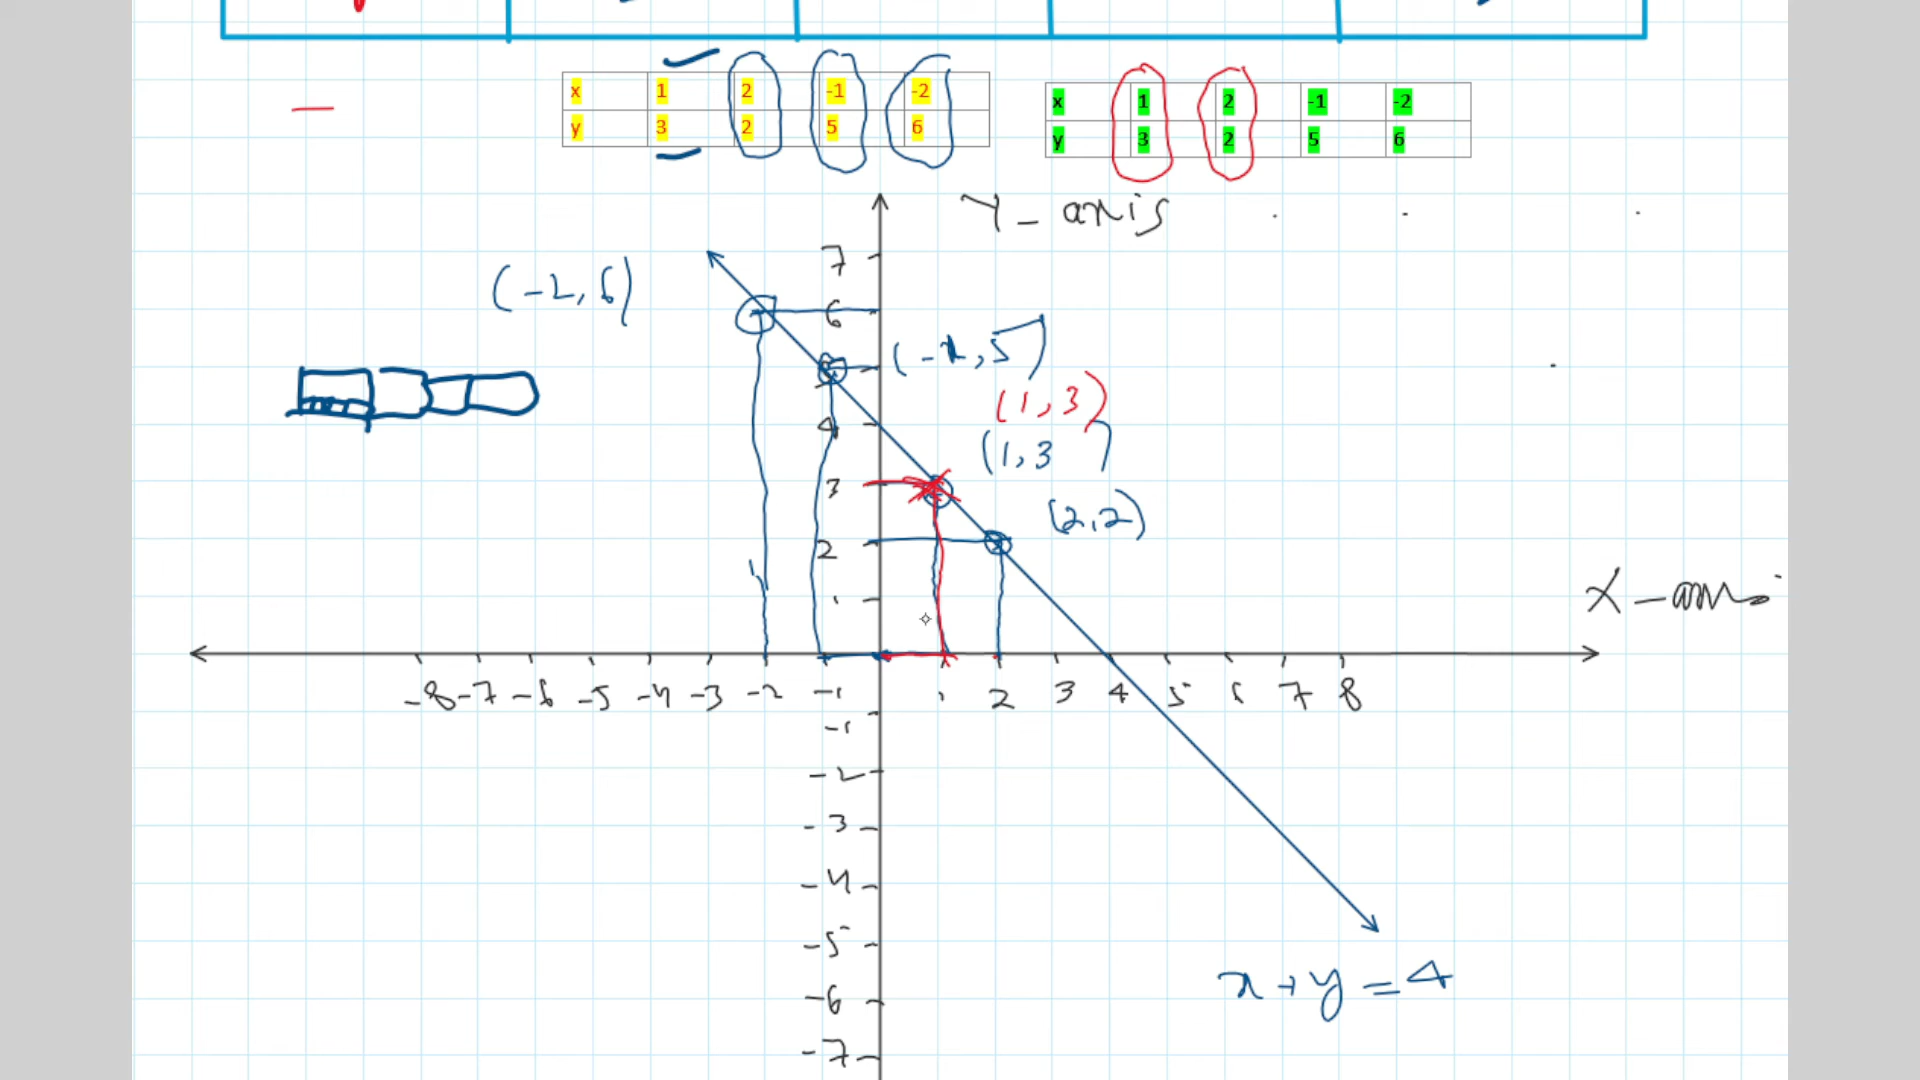 x 1 2 -1 -2
y 3 2 5 6
x 1 2 -1 -2
y 3 2 5 6
Y - axis
7
(-2, 6)
6
(-1, 5)
(1, 3)
4
(1, 3)
3
(2, 2)
2
1
X - axis
-8 -7 -6 -5 -4 -3 -2 -1 1 2 3 4 5 6 7 8
-1
-2
-3
-4
-5
x + y = 4
-6
-7